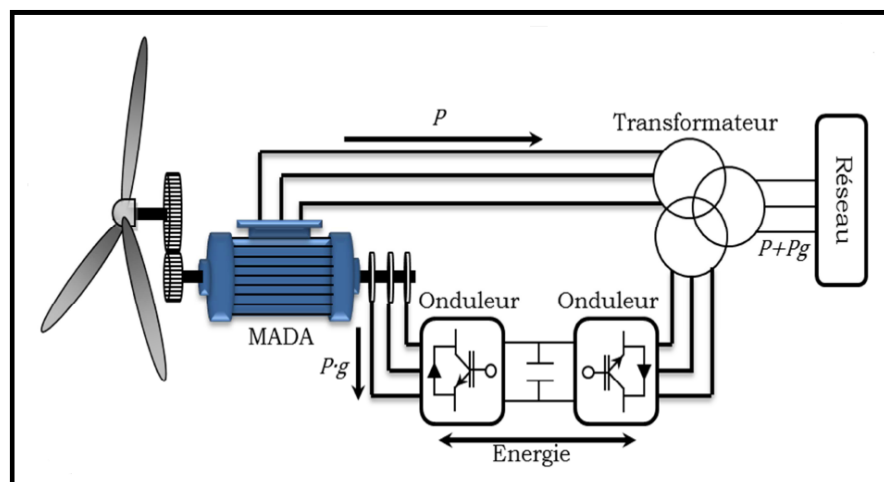 P
Transformateur
Réseau
P+Pg
MADA
P·g
Onduleur
Onduleur
Energie